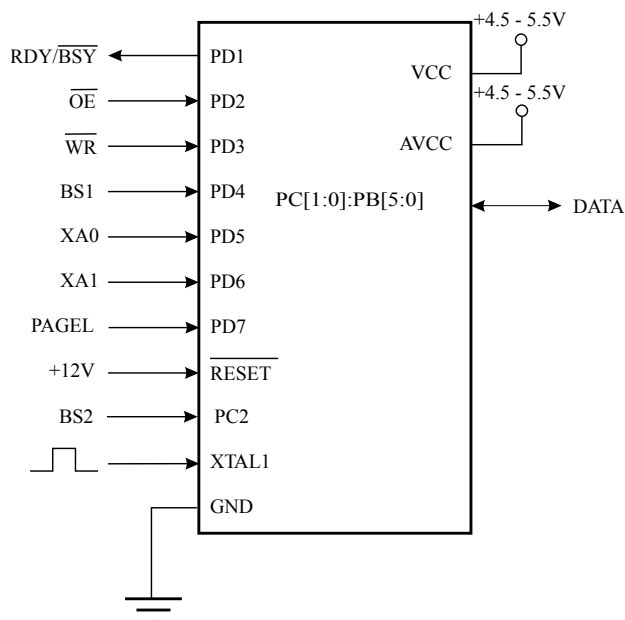 +4.5 - 5.5V
RDY/BSY
PD1
VCC
OE
PD2
+4.5 - 5.5V
WR
PD3
AVCC
BS1
PD4
PC[1:0]:PB[5:0]
DATA
XA0
PD5
XA1
PD6
PAGEL
PD7
+12V
RESET
BS2
PC2
XTAL1
GND